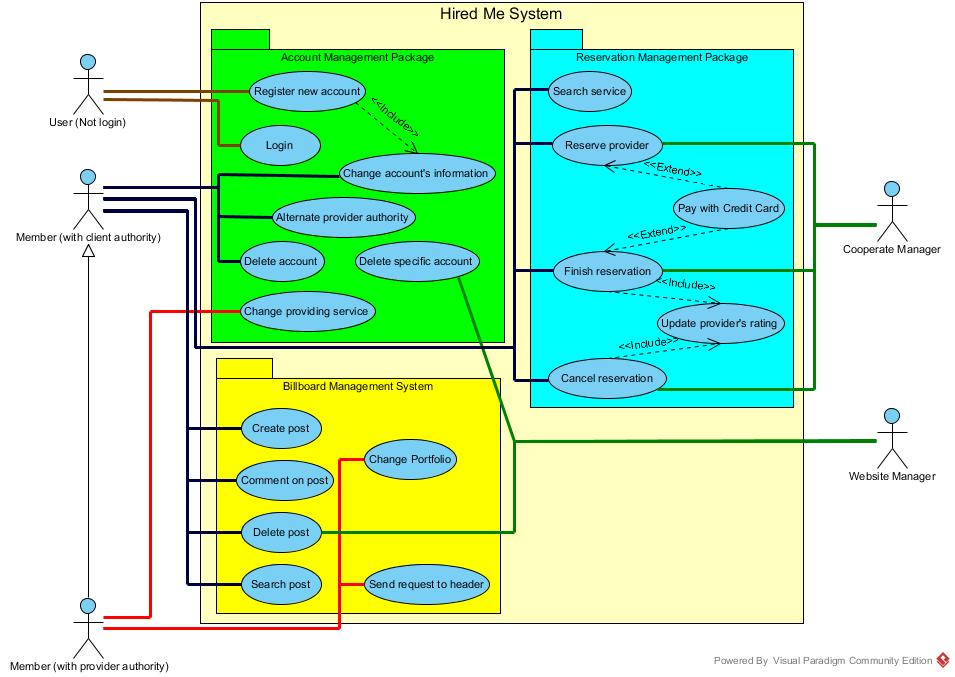 Hired Me System
Account Management Package
Reservation Management Package
User (Not login)
Register new account
<<Include>>
Login
Change account's information
Alternate provider authority
Delete account
Delete specific account
Change providing service
Member (with client authority)
Search service
Reserve provider
<<Extend>>
Pay with Credit Card
<<Extend>>
Finish reservation
<<Include>>
Update provider's rating
<<Include>>
Cancel reservation
Cooperate Manager
Billboard Management System
Create post
Change Portfolio
Comment on post
Delete post
Search post
Send request to header
Website Manager
Member (with provider authority)
Powered By Visual Paradigm Community Edition